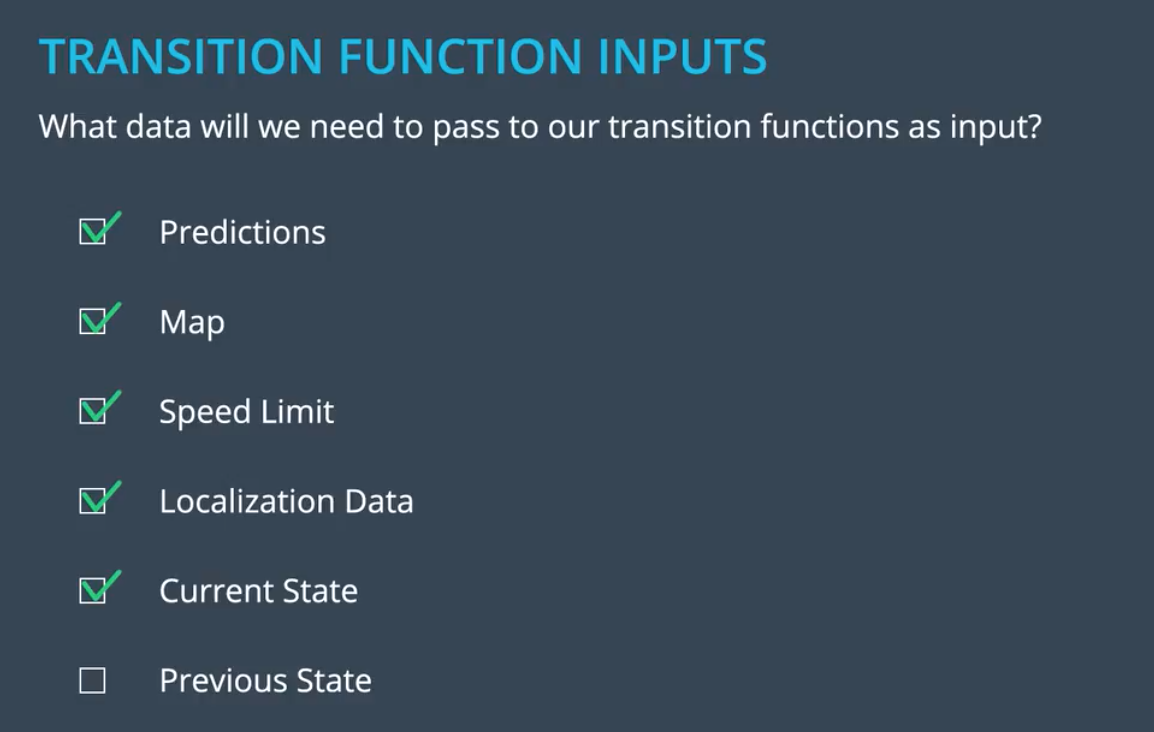 TRANSITION FUNCTION INPUTS
What data will we need to pass to our transition functions as input?
Predictions
Map
Speed Limit
Localization Data
Current State
Previous State